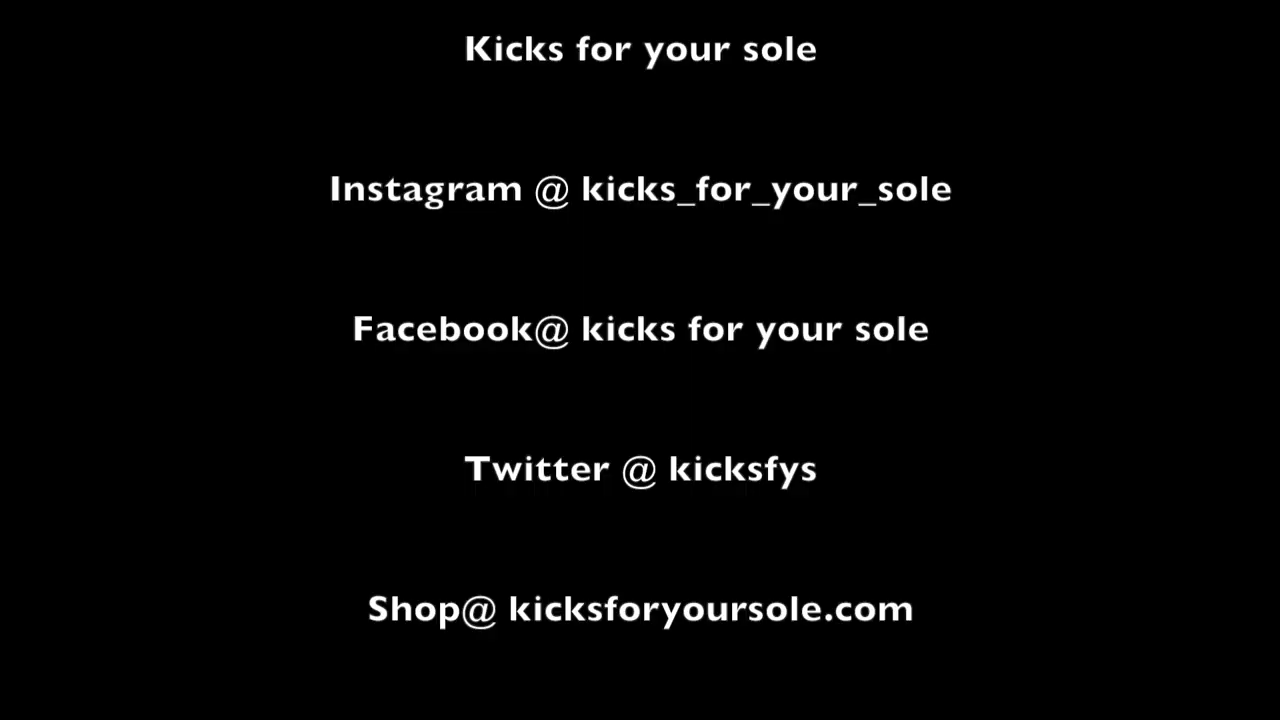 Kicks for your sole
Instagram @ kicks_for_your_sole
Facebook@ kicks for your sole
Twitter @ kicksfys
Shop@ kicksforyoursole.com